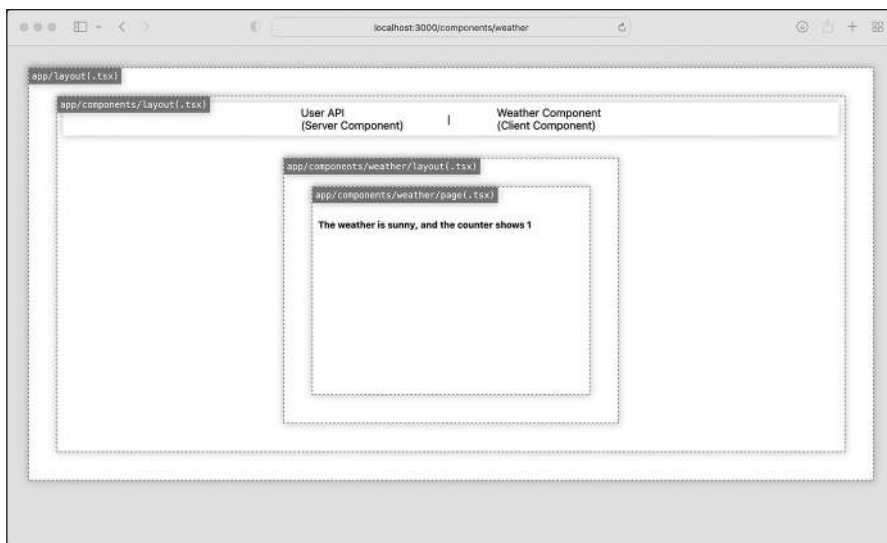 localhost:3000/components/weather
app/layout(.tsx)
app/components/layout(.tsx)
User API | Weather Component
(Server Component) (Client Component)
app/components/weather/layout(.tsx)
app/components/weather/page(.tsx)
The weather is sunny, and the counter shows 1